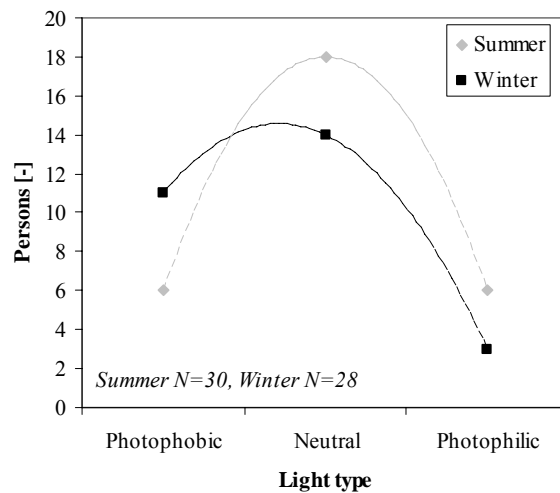 18
16
14
12
10
8
6
4
2
0
Persons [-]
Summer
Winter
Summer N=30, Winter N=28
Photophobic Neutral Photophilic
Light type